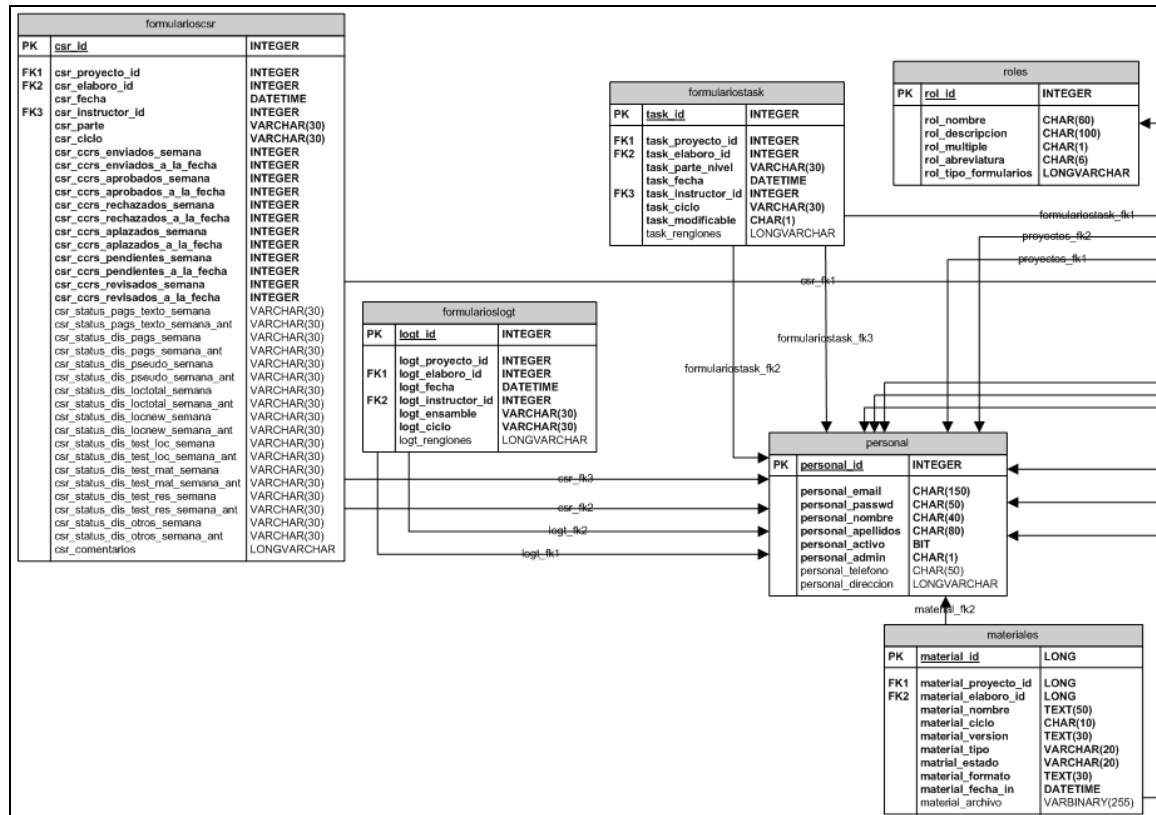 formularioscsr
PK csr_id INTEGER
FK1 csr_proyecto_id INTEGER
FK2 csr_elaboro_id INTEGER
csr_fecha DATETIME
FK3 csr_instructor_id INTEGER
csr_parte VARCHAR(30)
csr_ciclo VARCHAR(30)
csr_ccrs_enviados_semana INTEGER
csr_ccrs_enviados_a_la_fecha INTEGER
csr_ccrs_aprobados_semana INTEGER
csr_ccrs_aprobados_a_la_fecha INTEGER
csr_ccrs_rechazados_semana INTEGER
csr_ccrs_rechazados_a_la_fecha INTEGER
csr_ccrs_aplazados_semana INTEGER
csr_ccrs_aplazados_a_la_fecha INTEGER
csr_ccrs_pendientes_semana INTEGER
csr_ccrs_pendientes_a_la_fecha INTEGER
csr_ccrs_revisados_semana INTEGER
csr_ccrs_revisados_a_la_fecha INTEGER
csr_status_pags_texto_semana VARCHAR(30)
csr_status_pags_texto_semana_ant VARCHAR(30)
csr_status_dis_pags_semana VARCHAR(30)
csr_status_dis_pags_semana_ant VARCHAR(30)
csr_status_dis_pseudo_semana VARCHAR(30)
csr_status_dis_pseudo_semana_ant VARCHAR(30)
csr_status_dis_loctotal_semana VARCHAR(30)
csr_status_dis_loctotal_semana_ant VARCHAR(30)
csr_status_dis_locnew_semana VARCHAR(30)
csr_status_dis_locnew_semana_ant VARCHAR(30)
csr_status_dis_test_loc_semana VARCHAR(30)
csr_status_dis_test_loc_semana_ant VARCHAR(30)
csr_status_dis_test_mat_semana VARCHAR(30)
csr_status_dis_test_mat_semana_ant VARCHAR(30)
csr_status_dis_test_res_semana VARCHAR(30)
csr_status_dis_test_res_semana_ant VARCHAR(30)
csr_status_dis_otros_semana VARCHAR(30)
csr_status_dis_otros_semana_ant VARCHAR(30)
csr_comentarios LONGVARCHAR
formulariostask
PK task_id INTEGER
FK1 task_proyecto_id INTEGER
FK2 task_elaboro_id INTEGER
task_parte_nivel VARCHAR(30)
task_fecha DATETIME
FK3 task_instructor_id INTEGER
task_ciclo VARCHAR(30)
task_modificable CHAR(1)
task_renglones LONGVARCHAR
roles
PK rol_id INTEGER
rol_nombre CHAR(60)
rol_descripcion CHAR(100)
rol_multiple CHAR(1)
rol_abreviatura CHAR(6)
rol_tipo_formularios LONGVARCHAR
formulariostask_fk1
proyectos_fk2
proyectos_fk1
csr_fk1
formulariostask_fk3
formulariostask_fk2
formularioslogt
PK logt_id INTEGER
logt_proyecto_id INTEGER
FK1 logt_elaboro_id INTEGER
logt_fecha DATETIME
FK2 logt_instructor_id INTEGER
logt_ensamble VARCHAR(30)
logt_ciclo VARCHAR(30)
logt_renglones LONGVARCHAR
csr_fk3
csr_fk2
logt_fk2
logt_fk1
personal
PK personal_id INTEGER
personal_email CHAR(150)
personal_passwd CHAR(50)
personal_nombre CHAR(40)
personal_apellidos CHAR(80)
personal_activo BIT
personal_admin CHAR(1)
personal_telefono CHAR(50)
personal_direccion LONGVARCHAR
material_fk2
materiales
PK material_id LONG
FK1 material_proyecto_id LONG
FK2 material_elaboro_id LONG
material_nombre TEXT(50)
material_ciclo CHAR(10)
material_version TEXT(30)
material_tipo VARCHAR(20)
matrial_estado VARCHAR(20)
material_formato TEXT(30)
material_fecha_in DATETIME
material_archivo VARBINARY(255)